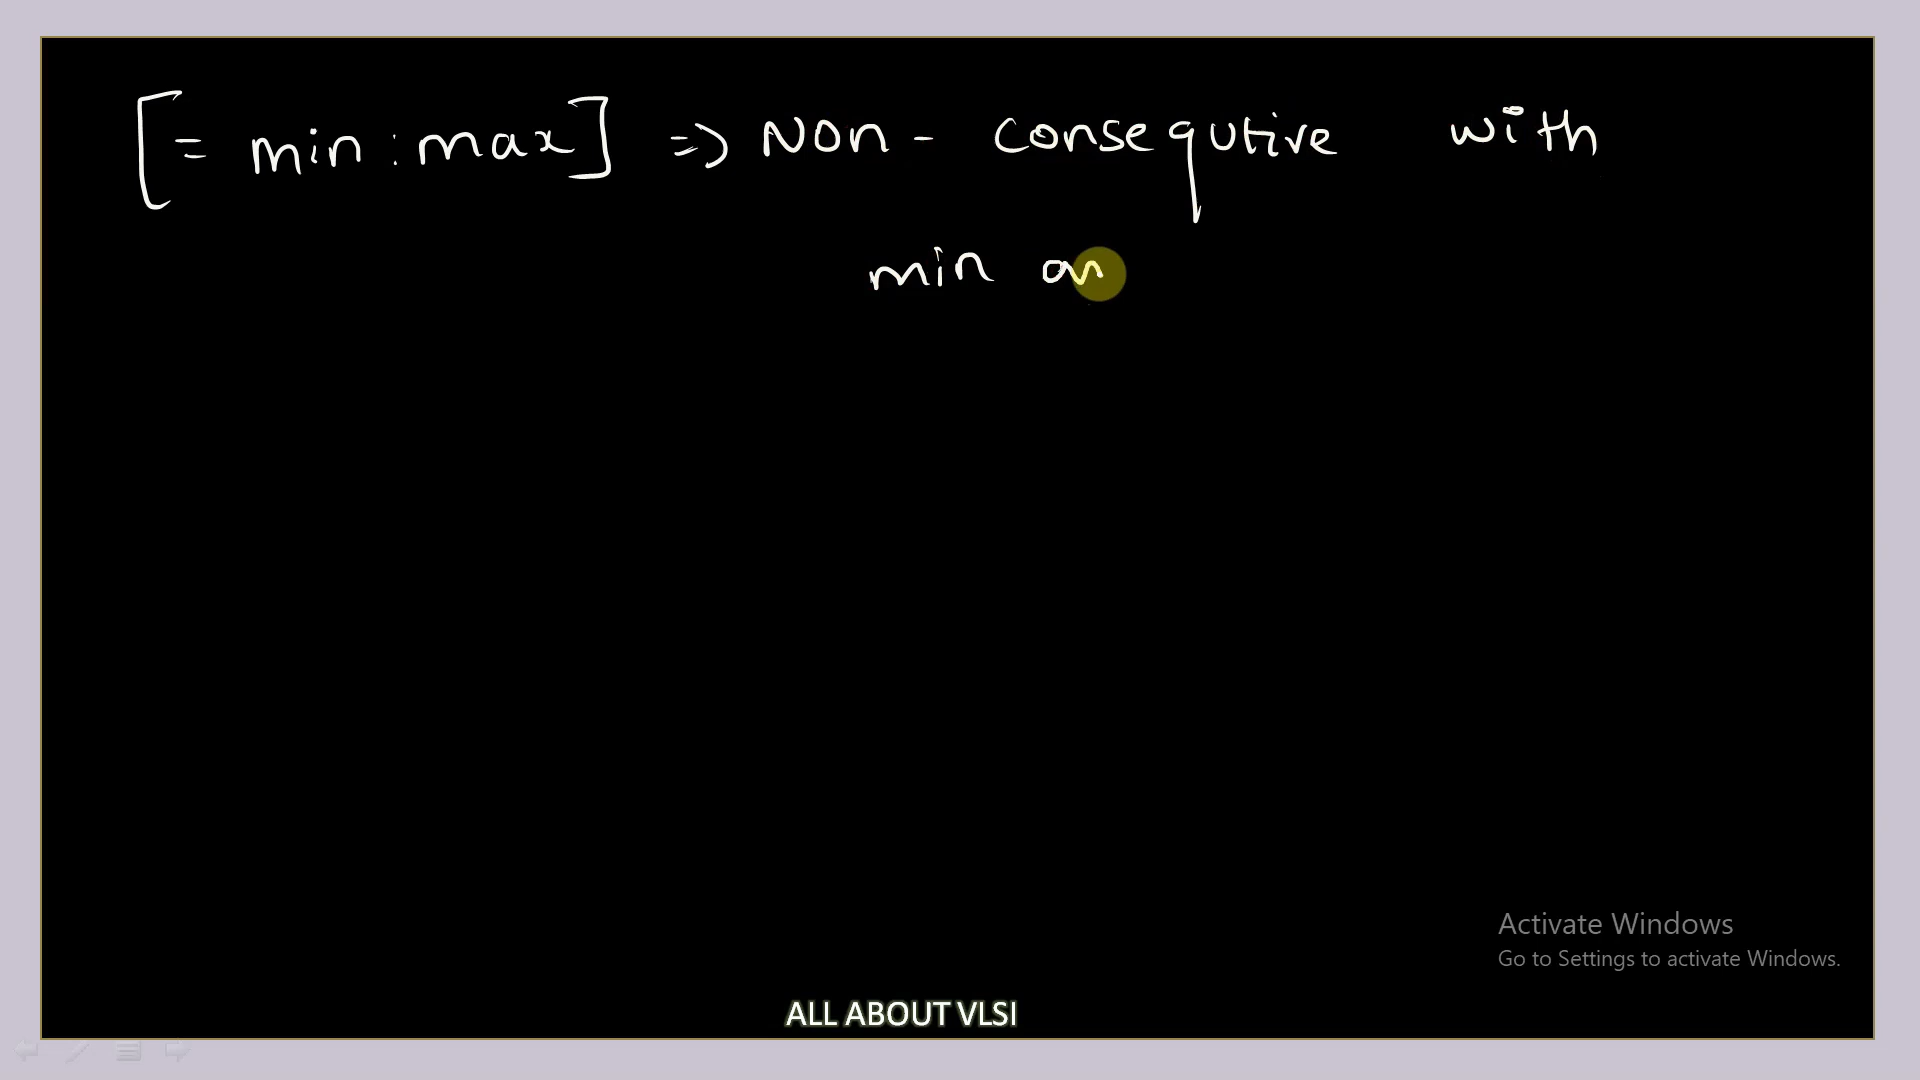 [= min : max] => Non - consequtive with
min an
Activate Windows
Go to Settings to activate Windows.
ALL ABOUT VLSI